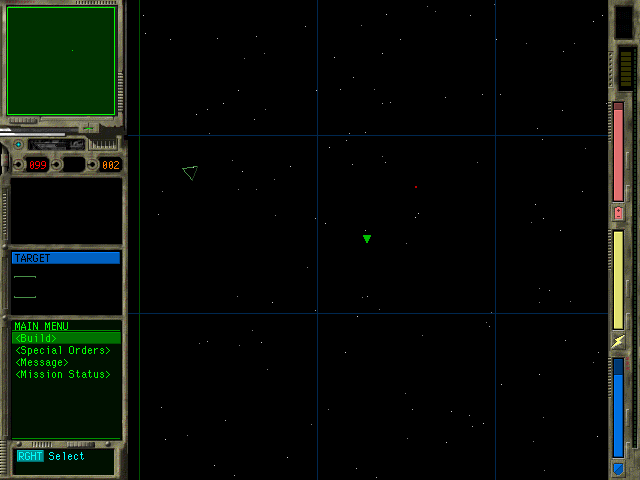 099 002
TARGET
MAIN MENU
<Build>
<Special Orders>
<Message>
<Mission Status>
RGHT Select